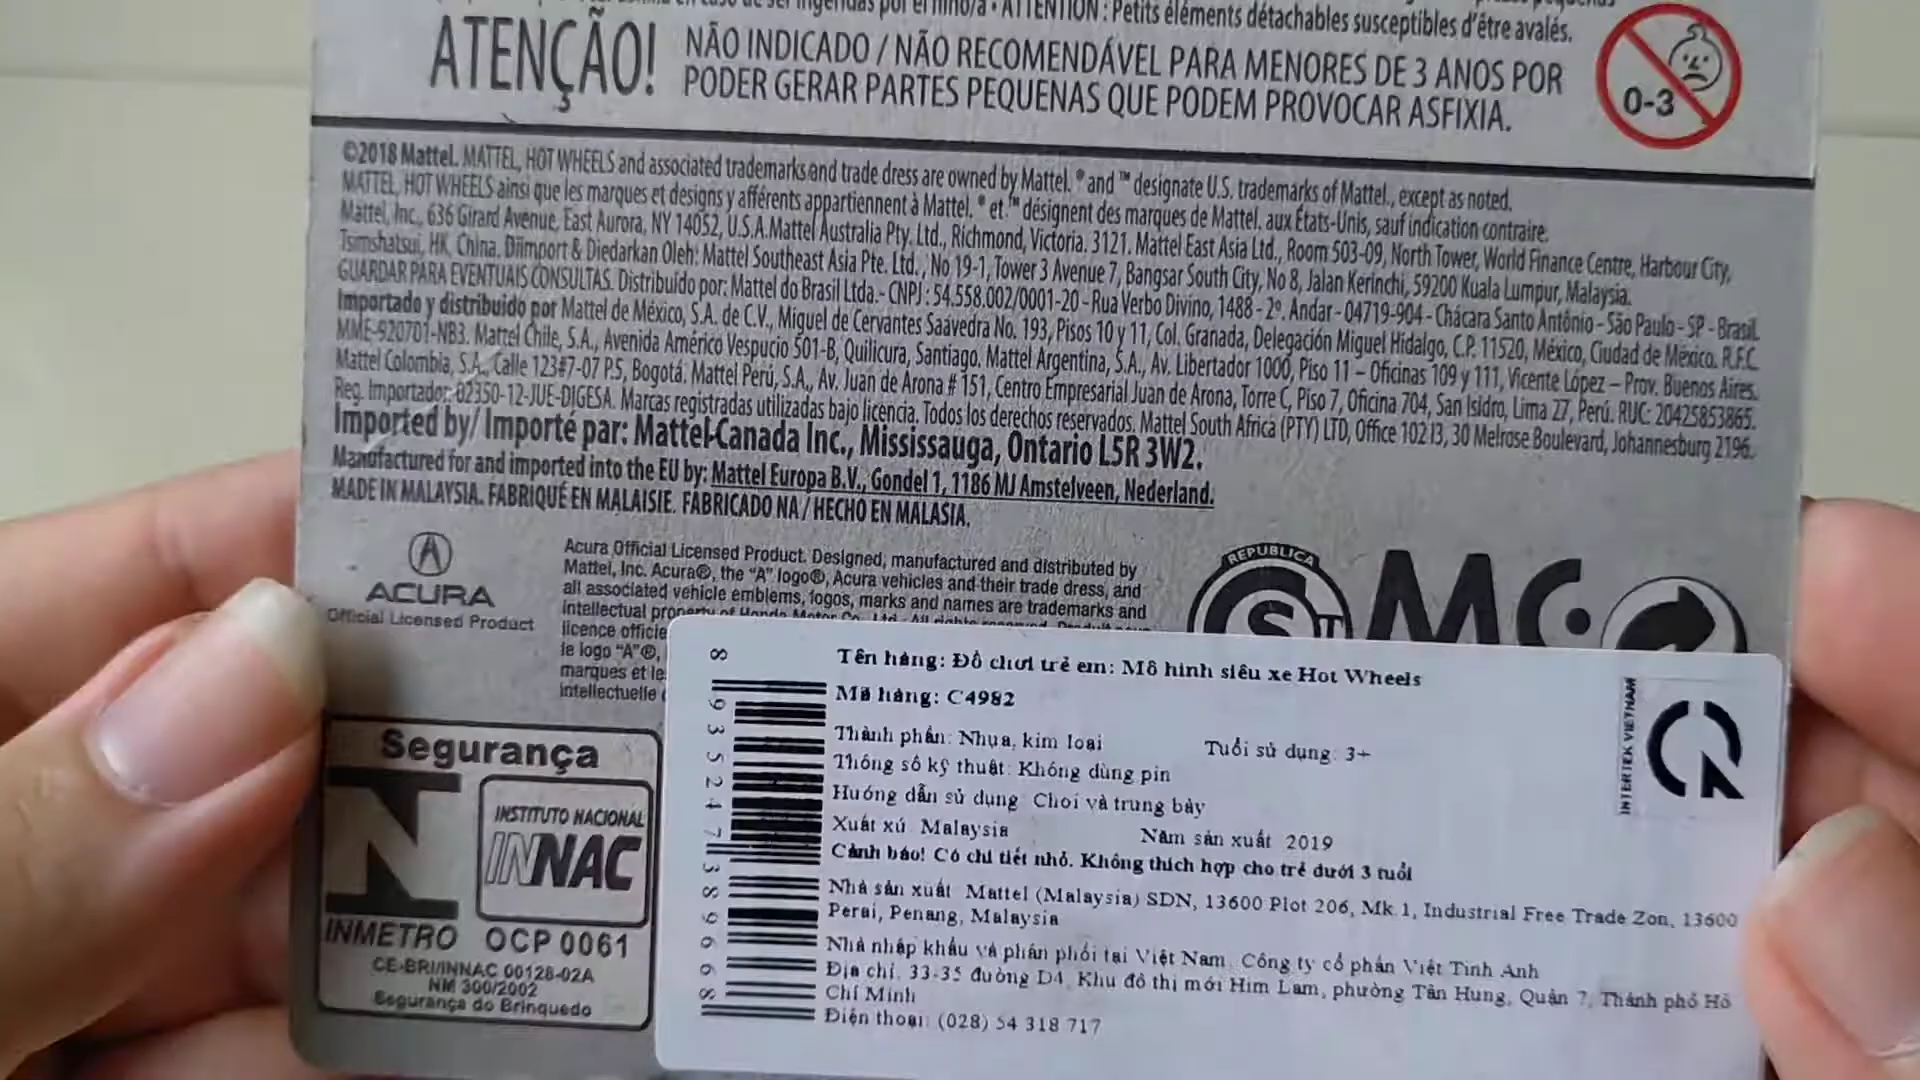 en caso de ser ingeridas por el niño/a • ATTENTION : Petits éléments détachables susceptibles d'être avalés.
ATENÇÃO!
NÃO INDICADO / NÃO RECOMENDÁVEL PARA MENORES DE 3 ANOS POR
PODER GERAR PARTES PEQUENAS QUE PODEM PROVOCAR ASFIXIA.
0-3
©2018 Mattel. MATTEL, HOT WHEELS and associated trademarks and trade dress are owned by Mattel. ® and ™ designate U.S. trademarks of Mattel., except as noted.
MATTEL, HOT WHEELS ainsi que les marques et designs y afférents appartiennent à Mattel. ® et ™ désignent des marques de Mattel. aux États-Unis, sauf indication contraire.
Mattel, Inc., 636 Girard Avenue, East Aurora, NY 14052, U.S.A. Mattel Australia Pty. Ltd., Richmond, Victoria. 3121. Mattel East Asia Ltd., Room 503-09, North Tower, World Finance Centre, Harbour City,
Tsimshatsui, HK, China. Diimport & Diedarkan Oleh: Mattel Southeast Asia Pte. Ltd., No 19-1, Tower 3 Avenue 7, Bangsar South City, No 8, Jalan Kerinchi, 59200 Kuala Lumpur, Malaysia.
GUARDAR PARA EVENTUAIS CONSULTAS. Distribuido por: Mattel do Brasil Ltda.- CNPJ : 54.558.002/0001-20 - Rua Verbo Divino, 1488 - 2º. Andar - 04719-904 - Chácara Santo Antônio - São Paulo - SP - Brasil.
Importado y distribuido por Mattel de México, S.A. de C.V., Miguel de Cervantes Saavedra No. 193, Pisos 10 y 11, Col. Granada, Delegación Miguel Hidalgo, C.P. 11520, México, Ciudad de México. R.F.C.
MME-920701-NB3. Mattel Chile, S.A., Avenida Américo Vespucio 501-B, Quilicura, Santiago. Mattel Argentina, S.A., Av. Libertador 1000, Piso 11 – Oficinas 109 y 111, Vicente López – Prov. Buenos Aires.
Mattel Colombia, S.A., Calle 123#7-07 P.5, Bogotá. Mattel Perú, S.A., Av. Juan de Arona # 151, Centro Empresarial Juan de Arona, Torre C, Piso 7, Oficina 704, San Isidro, Lima 27, Perú. RUC: 20425853865.
Reg. Importador: 02350-12-JUE-DIGESA. Marcas registradas utilizadas bajo licencia. Todos los derechos reservados. Mattel South Africa (PTY) LTD, Office 102 I3, 30 Melrose Boulevard, Johannesburg 2196.
Imported by/ Importé par: Mattel Canada Inc., Mississauga, Ontario L5R 3W2.
Manufactured for and imported into the EU by: Mattel Europa B.V., Gondel 1, 1186 MJ Amstelveen, Nederland.
MADE IN MALAYSIA. FABRIQUÉ EN MALAISIE. FABRICADO NA / HECHO EN MALASIA.
ACURA
Official Licensed Product
Acura Official Licensed Product. Designed, manufactured and distributed by
Mattel, Inc. Acura®, the "A" logo®, Acura vehicles and their trade dress, and
all associated vehicle emblems, logos, marks and names are trademarks and
intellectual property of Honda Motor Co., Ltd.
licence officie
le logo "A"®,
marques et le
intellectuelle
REPUBLICA
Segurança
INSTITUTO NACIONAL
INNAC
INMETRO OCP 0061
CE-BRI/INNAC 00128-02A
NM 300/2002
Segurança do Brinquedo
8 935247 138968
Tên hàng: Đồ chơi trẻ em: Mô hình siêu xe Hot Wheels
Mã hàng: C4982
Thành phần: Nhựa, kim loại Tuổi sử dụng: 3+
Thông số kỹ thuật: Không dùng pin
Hướng dẫn sử dụng: Chơi và trưng bày
Xuất xứ: Malaysia Năm sản xuất: 2019
Cảnh báo! Có chi tiết nhỏ. Không thích hợp cho trẻ dưới 3 tuổi
Nhà sản xuất: Mattel (Malaysia) SDN, 13600 Plot 206, Mk.1, Industrial Free Trade Zon, 13600
Perai, Penang, Malaysia
Nhà nhập khẩu và phân phối tại Việt Nam: Công ty cổ phần Việt Tinh Anh
Địa chỉ: 33-35 đường D4, Khu đô thị mới Him Lam, phường Tân Hưng, Quận 7, Thành phố Hồ
Chí Minh
Điện thoại: (028) 54 318 717
INTERTEK VIETNAM